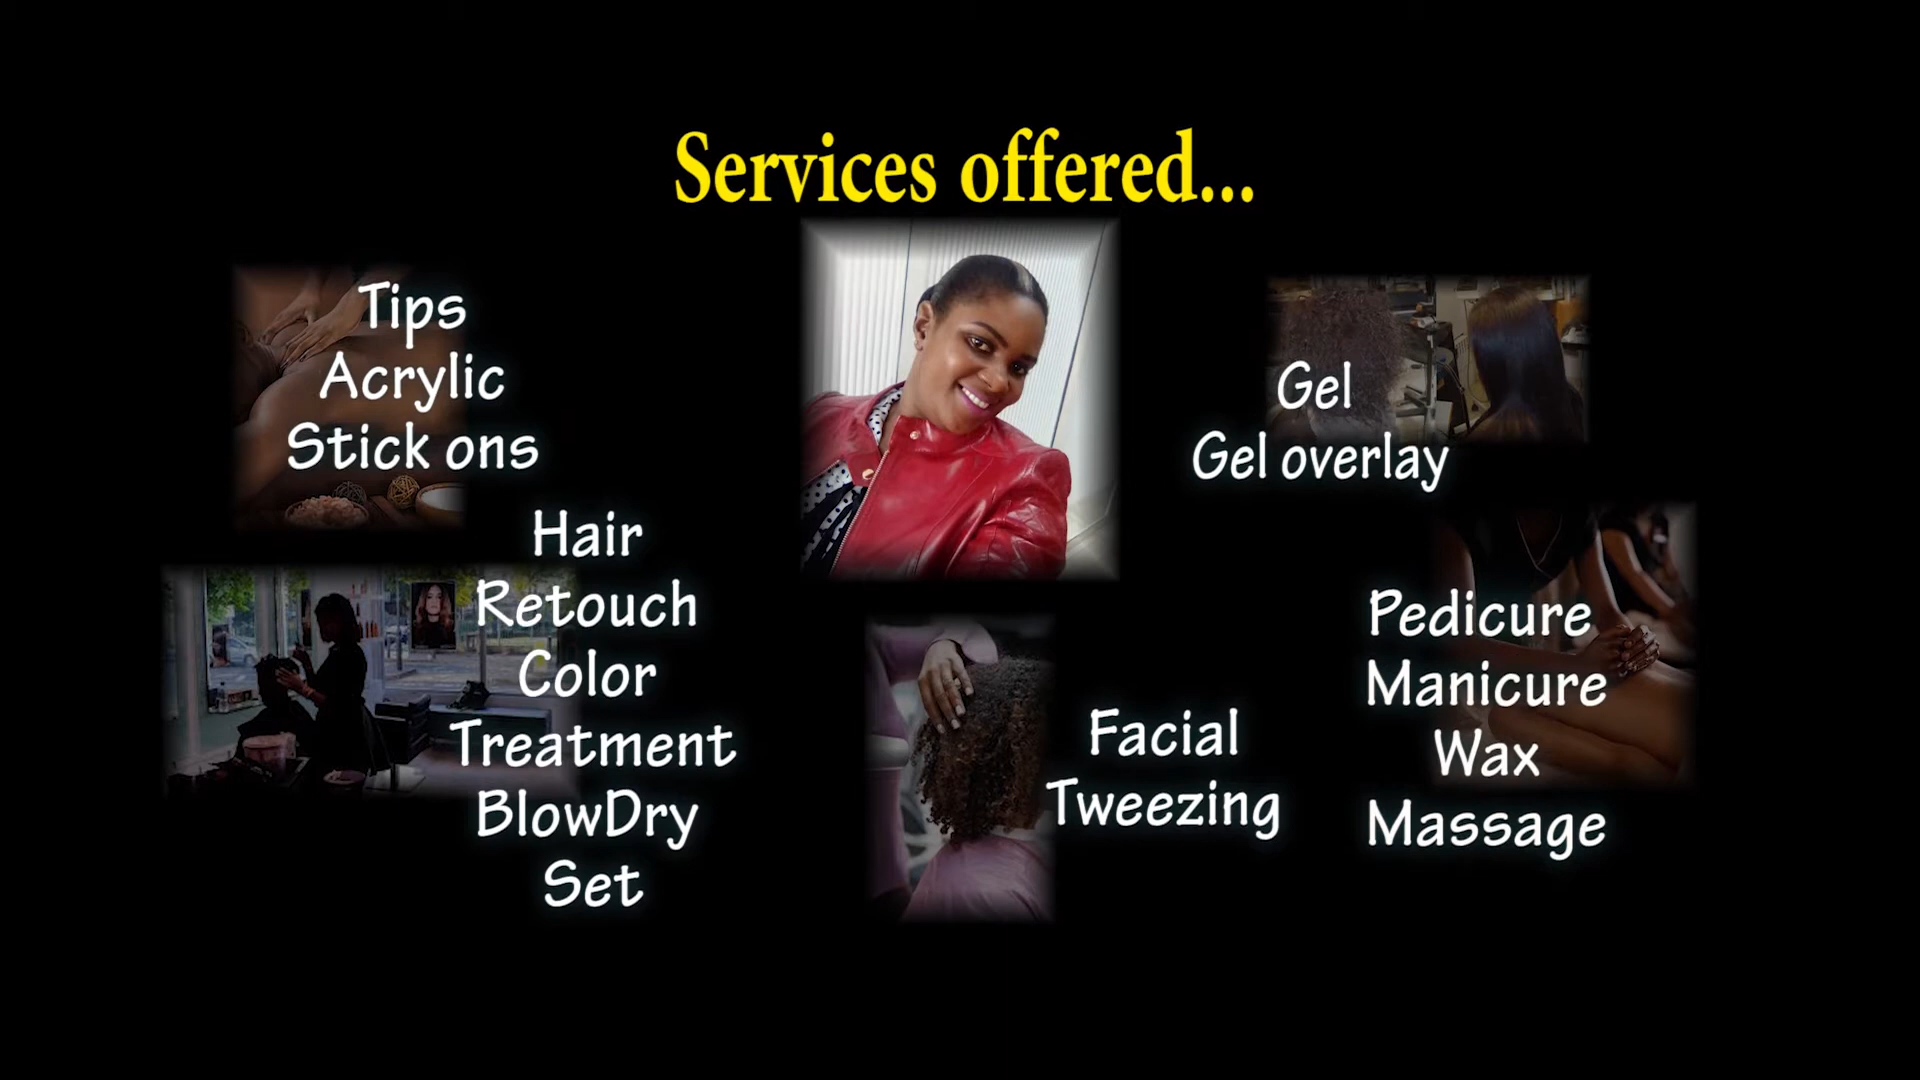 Services offered...
Tips
Acrylic
Stick ons
Gel
Gel overlay
Hair
Retouch
Color
Treatment
BlowDry
Set
Facial
Tweezing
Pedicure
Manicure
Wax
Massage